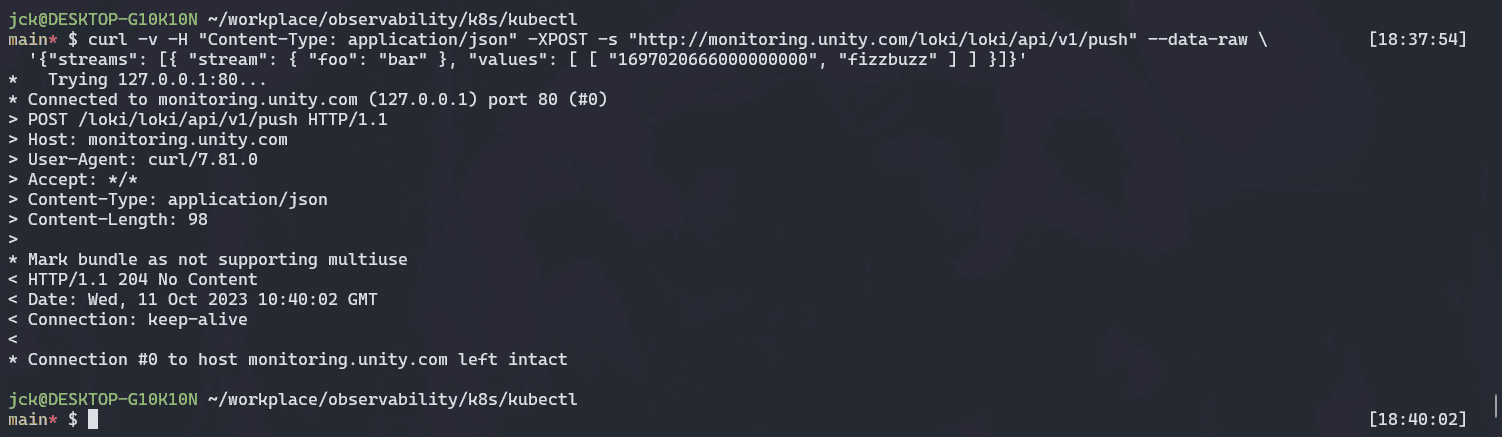 jck@DESKTOP-G10K10N ~/workplace/observability/k8s/kubectl
main* $ curl -v -H "Content-Type: application/json" -XPOST -s "http://monitoring.unity.com/loki/loki/api/v1/push" --data-raw \ [18:37:54]
'{"streams": [{ "stream": { "foo": "bar" }, "values": [ [ "1697020666000000000", "fizzbuzz" ] ] }]}'
* Trying 127.0.0.1:80...
* Connected to monitoring.unity.com (127.0.0.1) port 80 (#0)
> POST /loki/loki/api/v1/push HTTP/1.1
> Host: monitoring.unity.com
> User-Agent: curl/7.81.0
> Accept: */*
> Content-Type: application/json
> Content-Length: 98
>
* Mark bundle as not supporting multiuse
< HTTP/1.1 204 No Content
< Date: Wed, 11 Oct 2023 10:40:02 GMT
< Connection: keep-alive
<
* Connection #0 to host monitoring.unity.com left intact
jck@DESKTOP-G10K10N ~/workplace/observability/k8s/kubectl
main* $ [18:40:02]